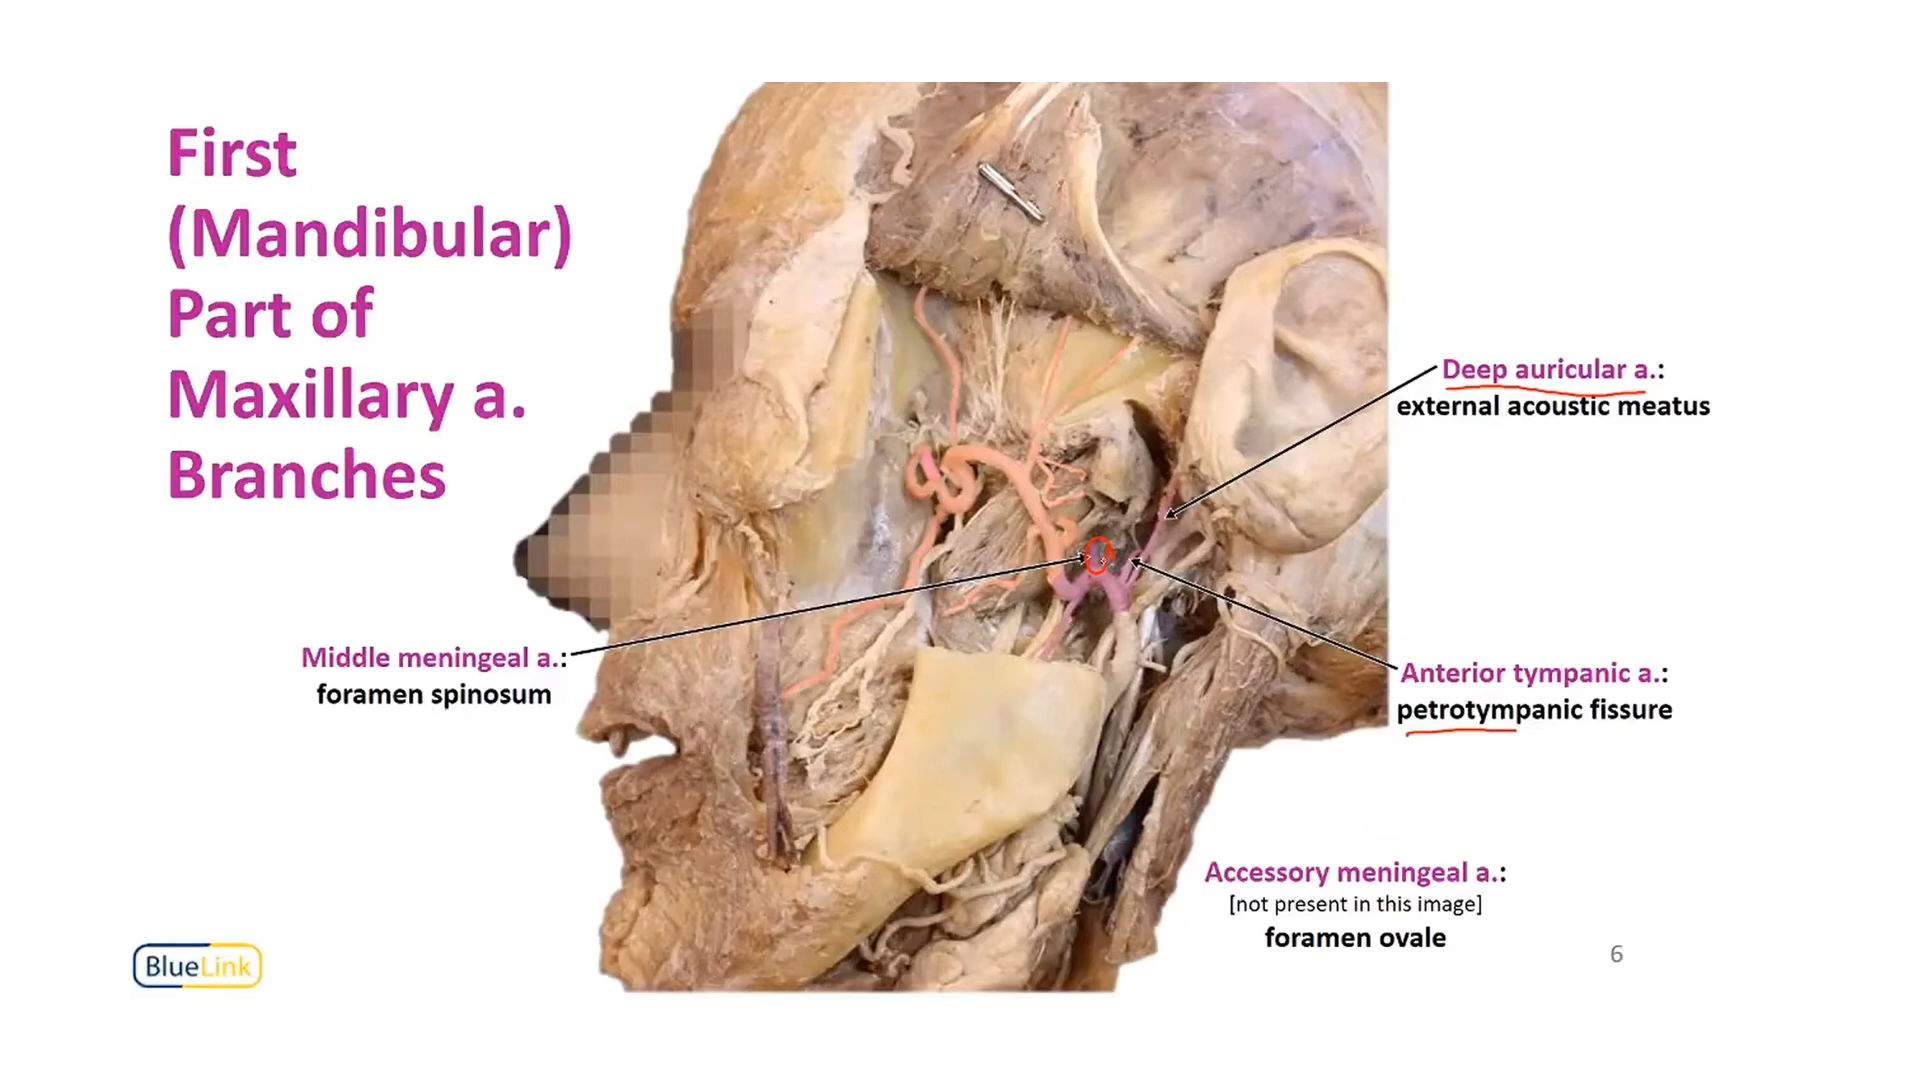 First
(Mandibular)
Part of
Maxillary a.
Branches
Deep auricular a.:
external acoustic meatus
Middle meningeal a.:
foramen spinosum
Anterior tympanic a.:
petrotympanic fissure
Accessory meningeal a.:
[not present in this image]
foramen ovale
BlueLink
6